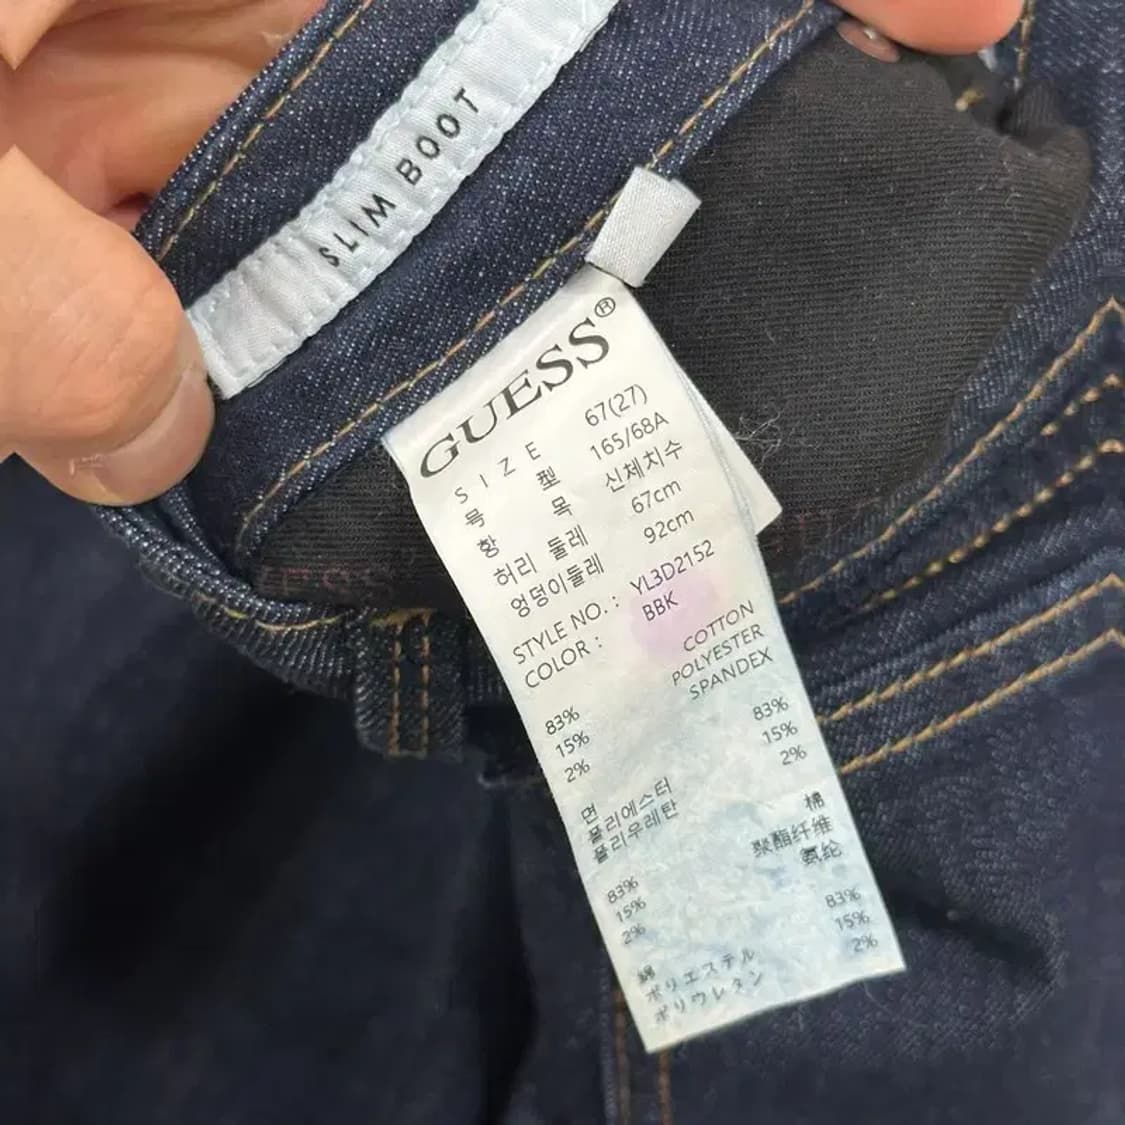 SLIM BOOT
GUESS®
SIZE 67(27)
型 165/68A
항목 신체치수
허리 둘레 67cm
엉덩이둘레 92cm
STYLE NO.: YL3D2152
COLOR: BBK
COTTON
POLYESTER
SPANDEX
83% 83%
15% 15%
2% 2%
면 棉
폴리에스터 聚酯纤维
폴리우레탄 氨纶
83% 83%
15% 15%
2% 2%
綿
ポリエステル
ポリウレタン